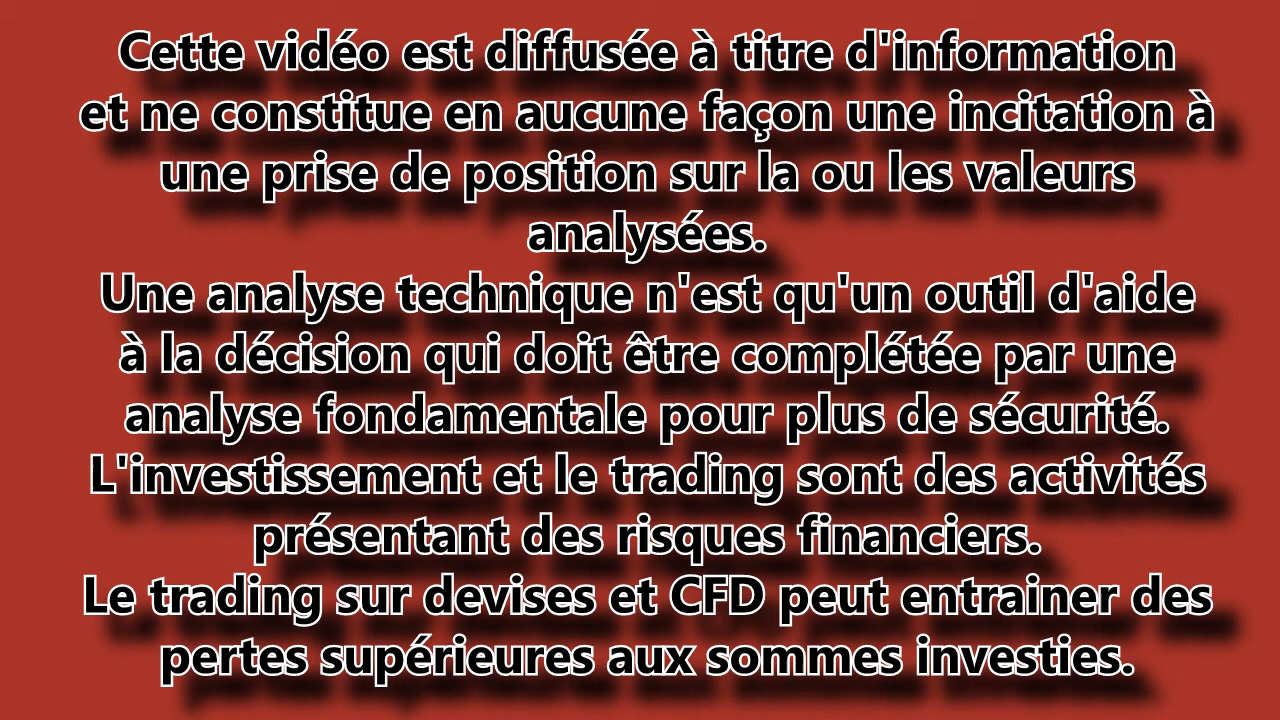 Cette vidéo est diffusée à titre d'information
et ne constitue en aucune façon une incitation à
une prise de position sur la ou les valeurs
analysées.
Une analyse technique n'est qu'un outil d'aide
à la décision qui doit être complétée par une
analyse fondamentale pour plus de sécurité.
L'investissement et le trading sont des activités
présentant des risques financiers.
Le trading sur devises et CFD peut entrainer des
pertes supérieures aux sommes investies.